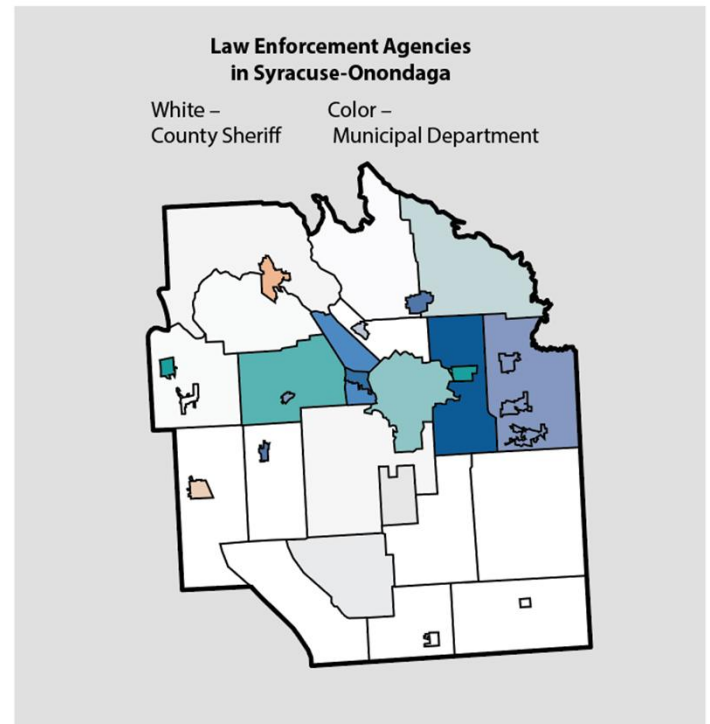 Law Enforcement Agencies
in Syracuse-Onondaga
White – Color –
County Sheriff Municipal Department